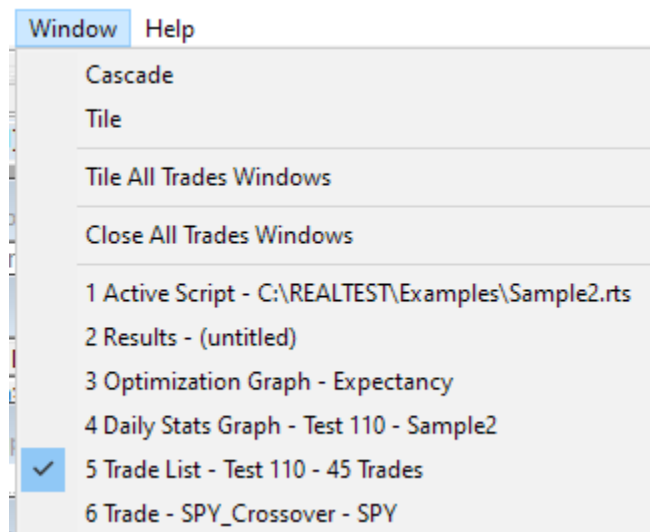 Window Help
Cascade
Tile
Tile All Trades Windows
Close All Trades Windows
1 Active Script - C:\REALTEST\Examples\Sample2.rts
2 Results - (untitled)
3 Optimization Graph - Expectancy
4 Daily Stats Graph - Test 110 - Sample2
5 Trade List - Test 110 - 45 Trades
6 Trade - SPY_Crossover - SPY